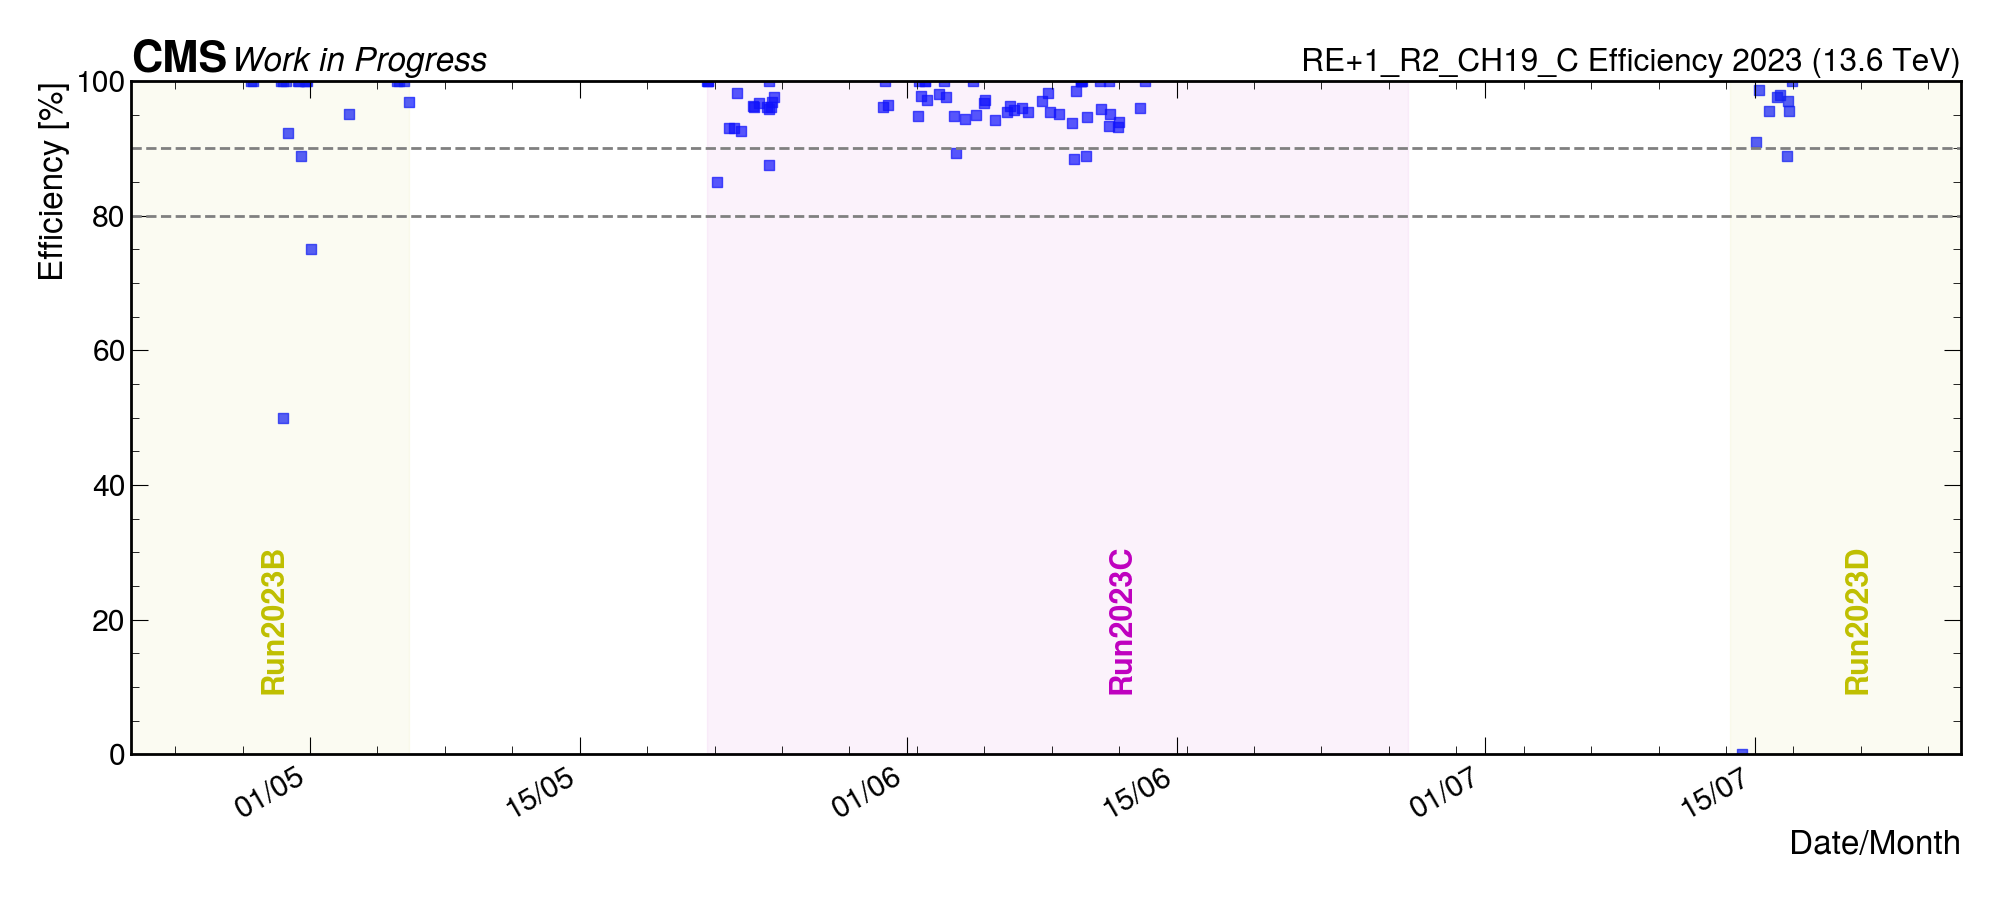 CMS Work in Progress
RE+1_R2_CH19_C Efficiency 2023 (13.6 TeV)
Efficiency [%]
100
80
60
40
20
0
Run2023B
Run2023C
Run2023D
01/05
15/05
01/06
15/06
01/07
15/07
Date/Month